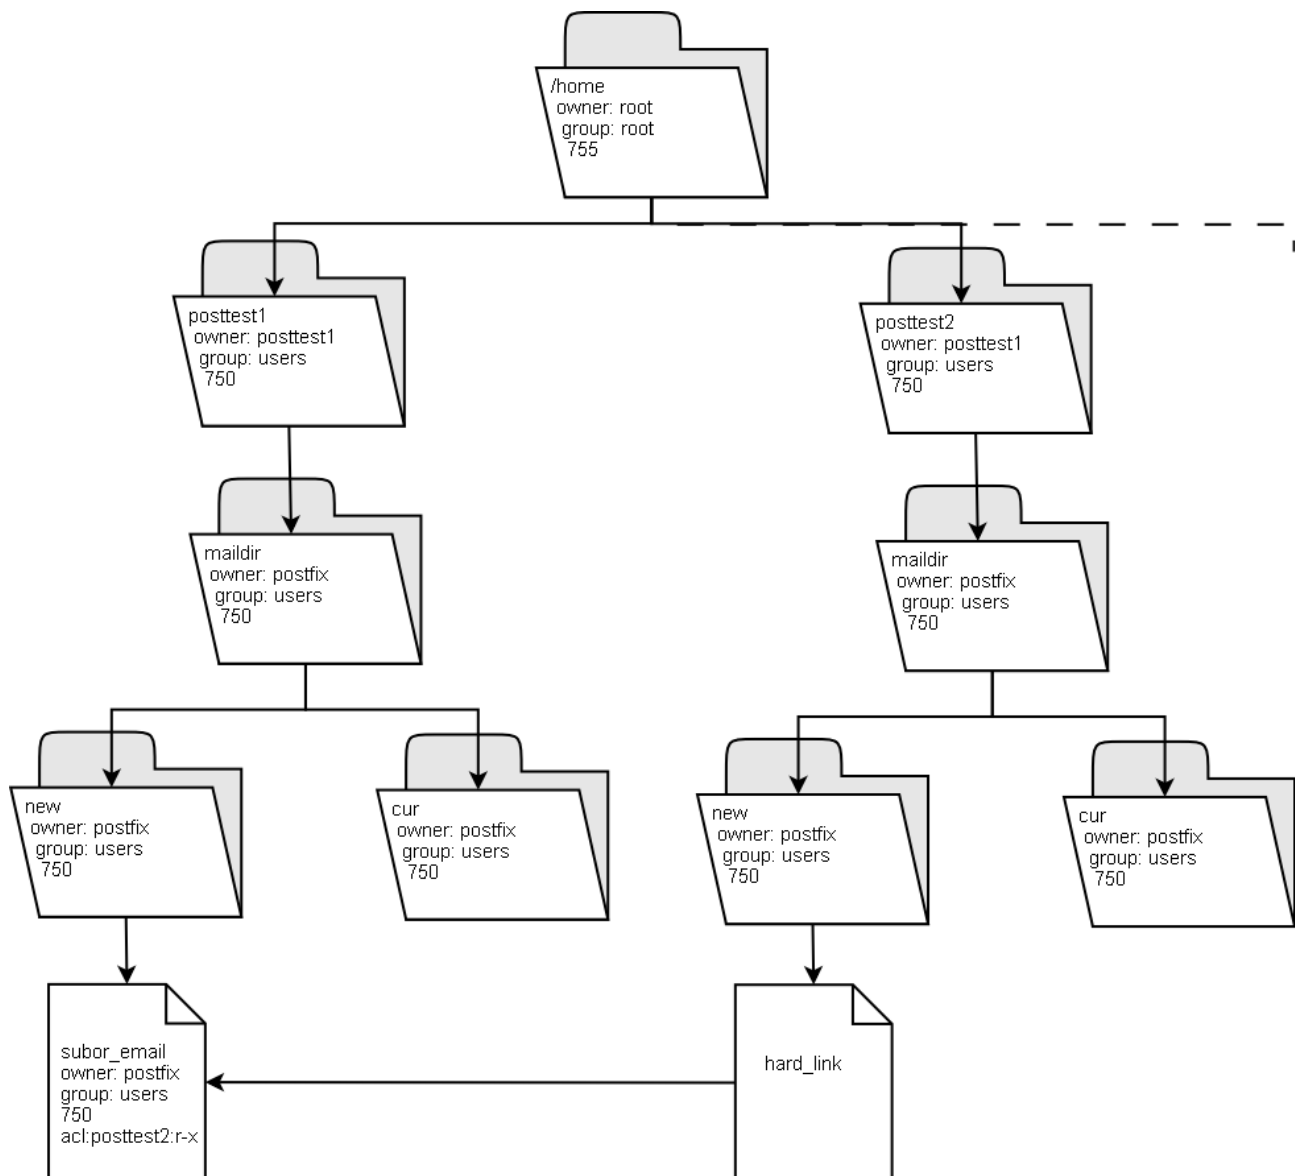 /home
owner: root
group: root
755
posttest1
owner: posttest1
group: users
750
posttest2
owner: posttest1
group: users
750
maildir
owner: postfix
group: users
750
maildir
owner: postfix
group: users
750
new
owner: postfix
group: users
750
cur
owner: postfix
group: users
750
new
owner: postfix
group: users
750
cur
owner: postfix
group: users
750
subor_email
owner: postfix
group: users
750
acl:posttest2:r-x
hard_link